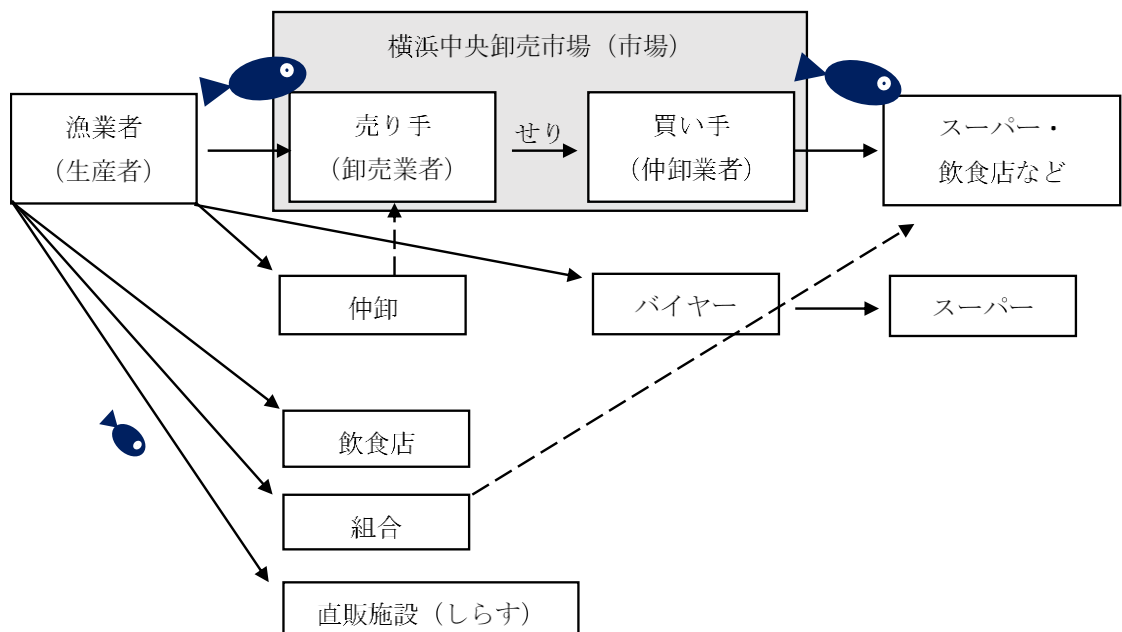 横浜中央卸売市場（市場）
漁業者
（生産者）
売り手
（卸売業者）
せり
買い手
（仲卸業者）
スーパー・
飲食店など
仲卸
バイヤー
スーパー
飲食店
組合
直販施設（しらす）